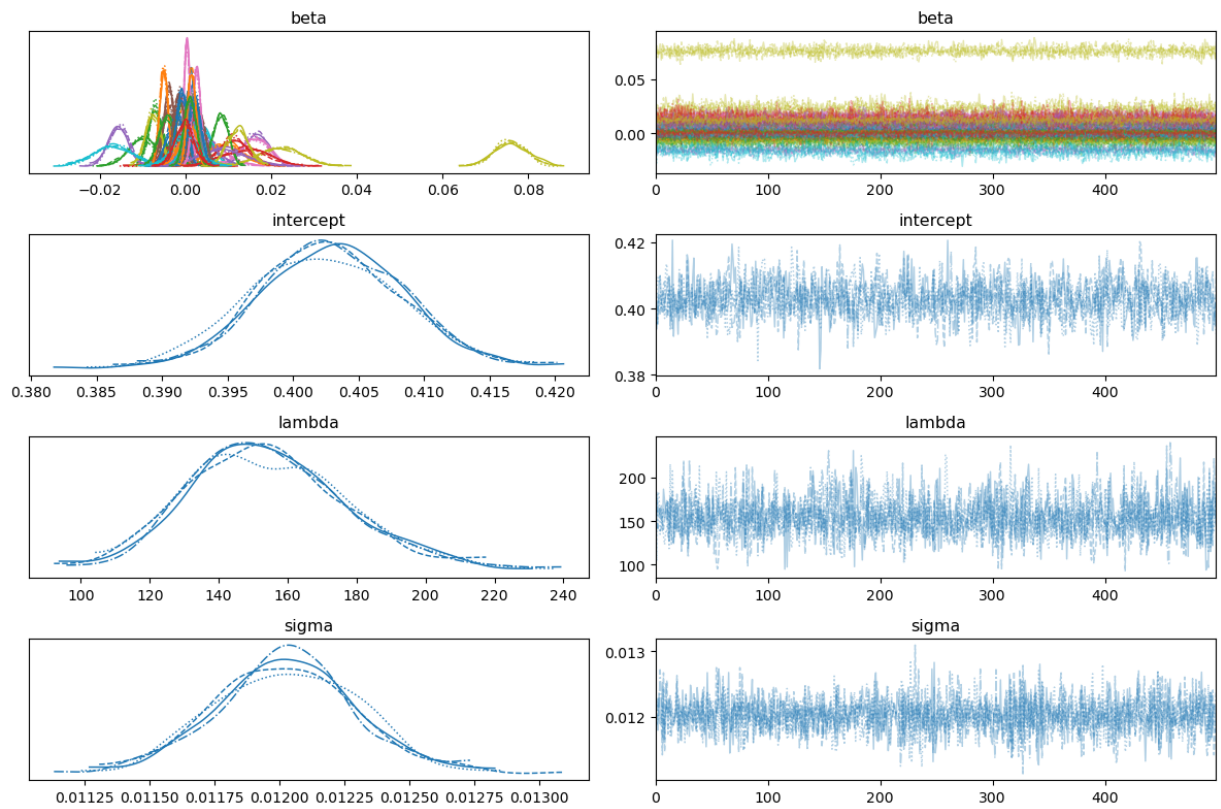 beta beta
0.05
0.00
−0.02 0.00 0.02 0.04 0.06 0.08 0 100 200 300 400
intercept intercept
0.42
0.40
0.38
0.380 0.385 0.390 0.395 0.400 0.405 0.410 0.415 0.420 0 100 200 300 400
lambda lambda
200
150
100
100 120 140 160 180 200 220 240 0 100 200 300 400
sigma sigma
0.013
0.012
0.01125 0.01150 0.01175 0.01200 0.01225 0.01250 0.01275 0.01300 0 100 200 300 400